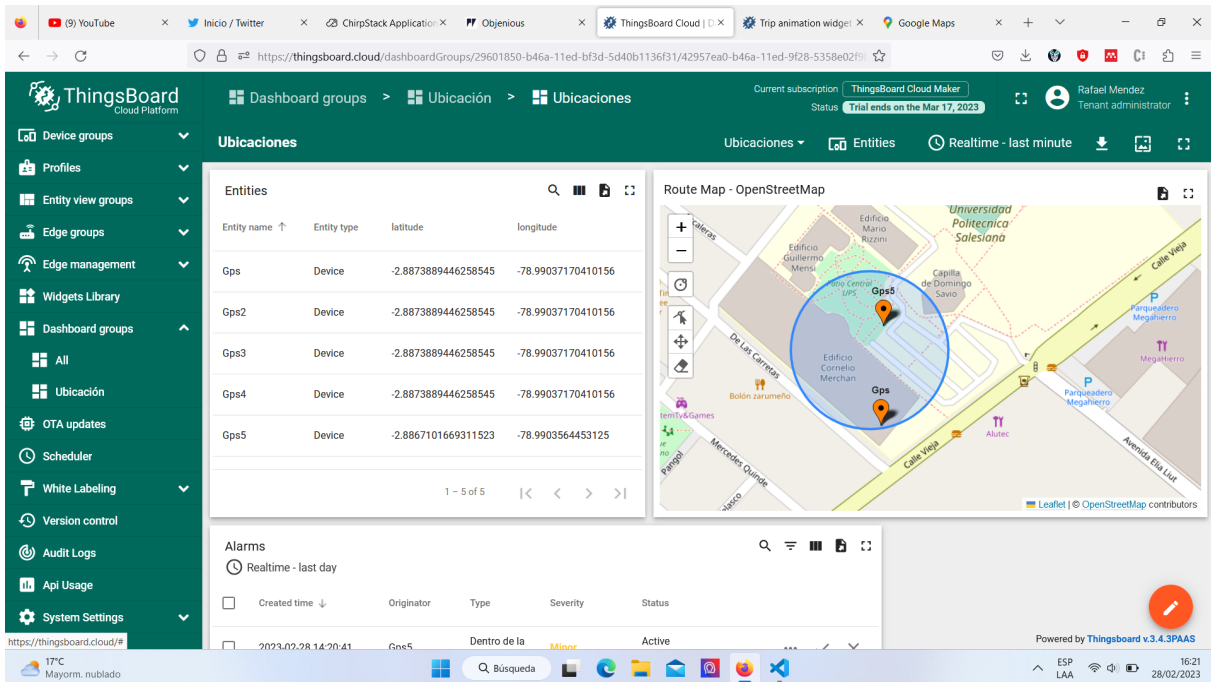 (9) YouTube
Inicio / Twitter
ChirpStack Application
Objenious
ThingsBoard Cloud | D
Trip animation widget
Google Maps
https://thingsboard.cloud/dashboardGroups/29601850-b46a-11ed-bf3d-5d40b1136f31/42957ea0-b46a-11ed-9f28-5358e02f9
ThingsBoard
Cloud Platform
Dashboard groups > Ubicación > Ubicaciones
Current subscription ThingsBoard Cloud Maker
Status Trial ends on the Mar 17, 2023
Rafael Mendez
Tenant administrator
Device groups
Profiles
Entity view groups
Edge groups
Edge management
Widgets Library
Dashboard groups
All
Ubicación
OTA updates
Scheduler
White Labeling
Version control
Audit Logs
Api Usage
System Settings
https://thingsboard.cloud/#
Ubicaciones
Ubicaciones
Entities
Realtime - last minute
Entities
Entity name Entity type latitude longitude
Gps Device -2.8873889446258545 -78.99037170410156
Gps2 Device -2.8873889446258545 -78.99037170410156
Gps3 Device -2.8873889446258545 -78.99037170410156
Gps4 Device -2.8873889446258545 -78.99037170410156
Gps5 Device -2.8867101669311523 -78.9903564453125
1 – 5 of 5
Route Map - OpenStreetMap
+
−
Universidad
Politecnica
Salesiana
Edificio
Mario
Rizzini
Edificio
Guillermo
Mensi
Patio Central
UPS
Gps5
Capilla
de Domingo
Savio
Calle Vieja
Parqueadero
Megahierro
MegaHierro
De Las Carretas
Edificio
Cornelio
Merchan
Bolón zarumeño
Gps
Parqueadero
Megahierro
temTv&Games
Alutec
Calle Vieja
Mercedes Quinde
Pangol
Avenida Elia Liut
Leaflet | © OpenStreetMap contributors
Alarms
Realtime - last day
Created time Originator Type Severity Status
2023-02-28 14:20:41 Gps5 Dentro de la Minor Active
Powered by Thingsboard v.3.4.3PAAS
17°C
Mayorm. nublado
Búsqueda
ESP
LAA
16:21
28/02/2023